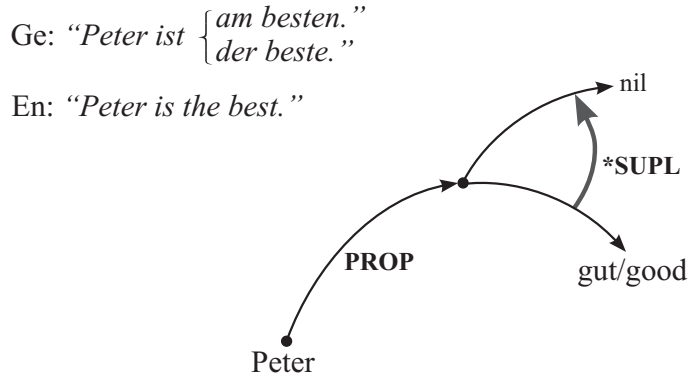 Ge: “Peter ist { am besten.”
der beste.”
En: “Peter is the best.”
nil
*SUPL
PROP
gut/good
Peter